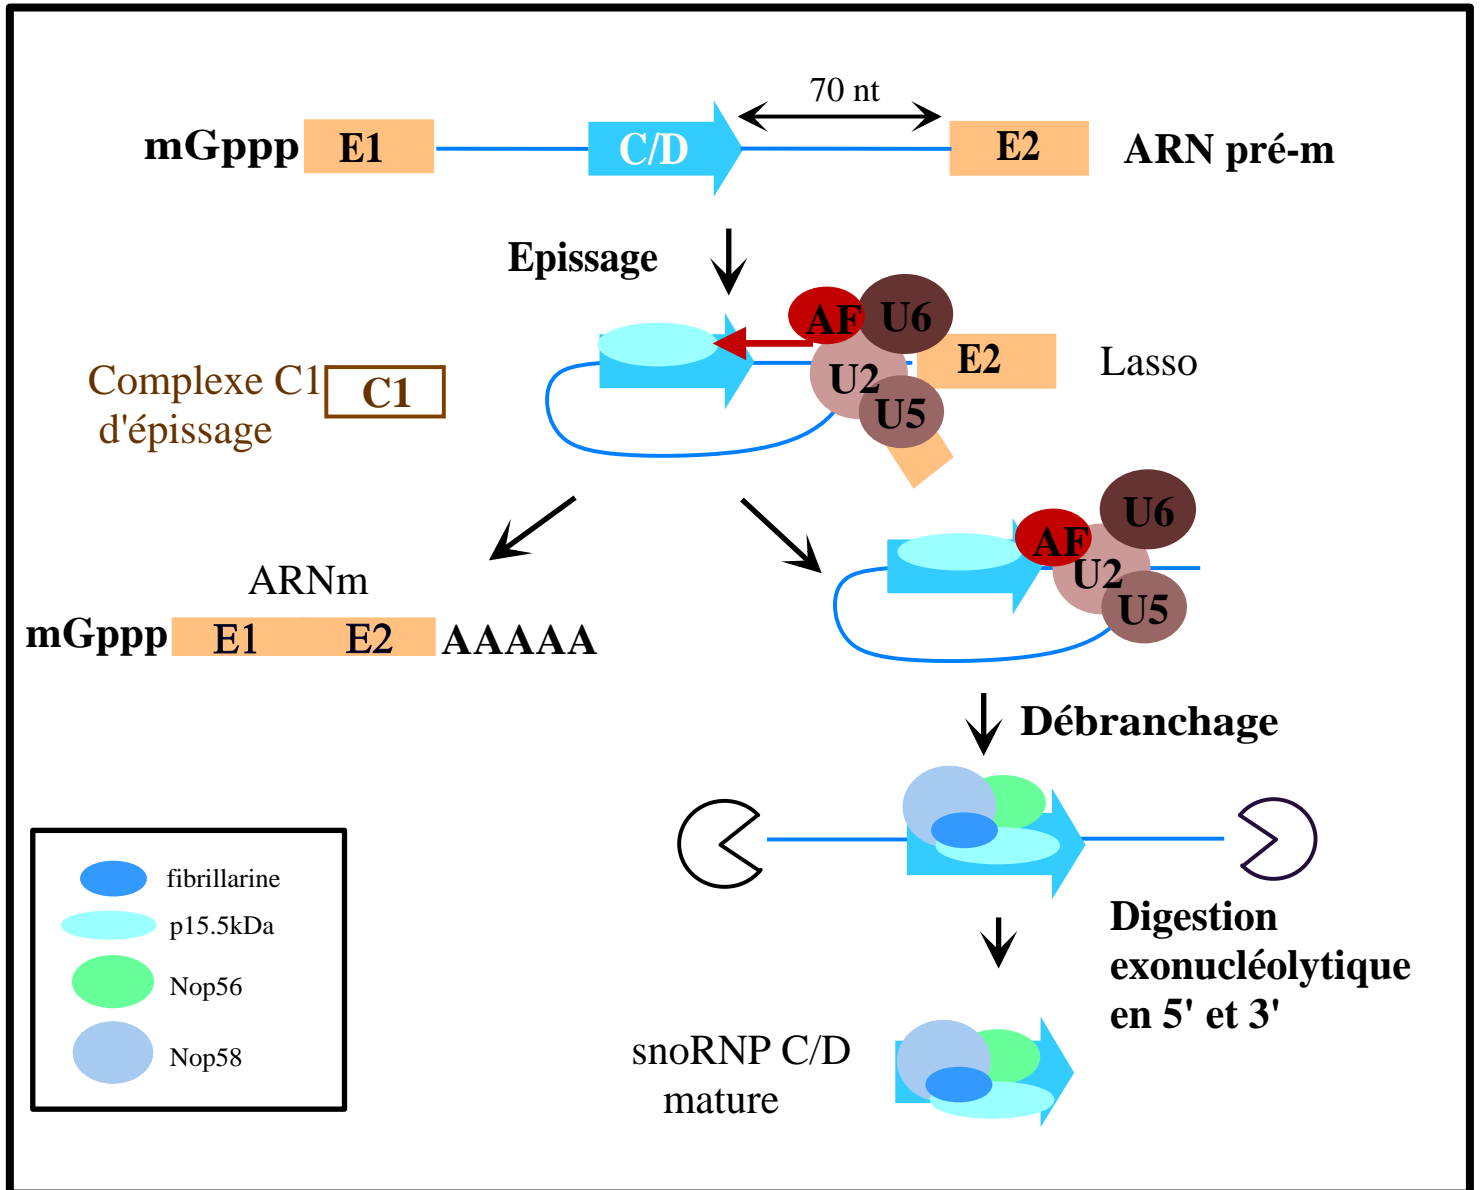 70 nt
mGppp E1 C/D E2 ARN pré-m
Epissage
AF U6
Complexe C1 C1 U2 E2 Lasso
d'épissage U5
U6
AF
ARNm U2
U5
mGppp E1 E2 AAAAA
Débranchage
fibrillarine
p15.5kDa
Nop56
Nop58
Digestion
exonucléolytique
en 5' et 3'
snoRNP C/D
mature